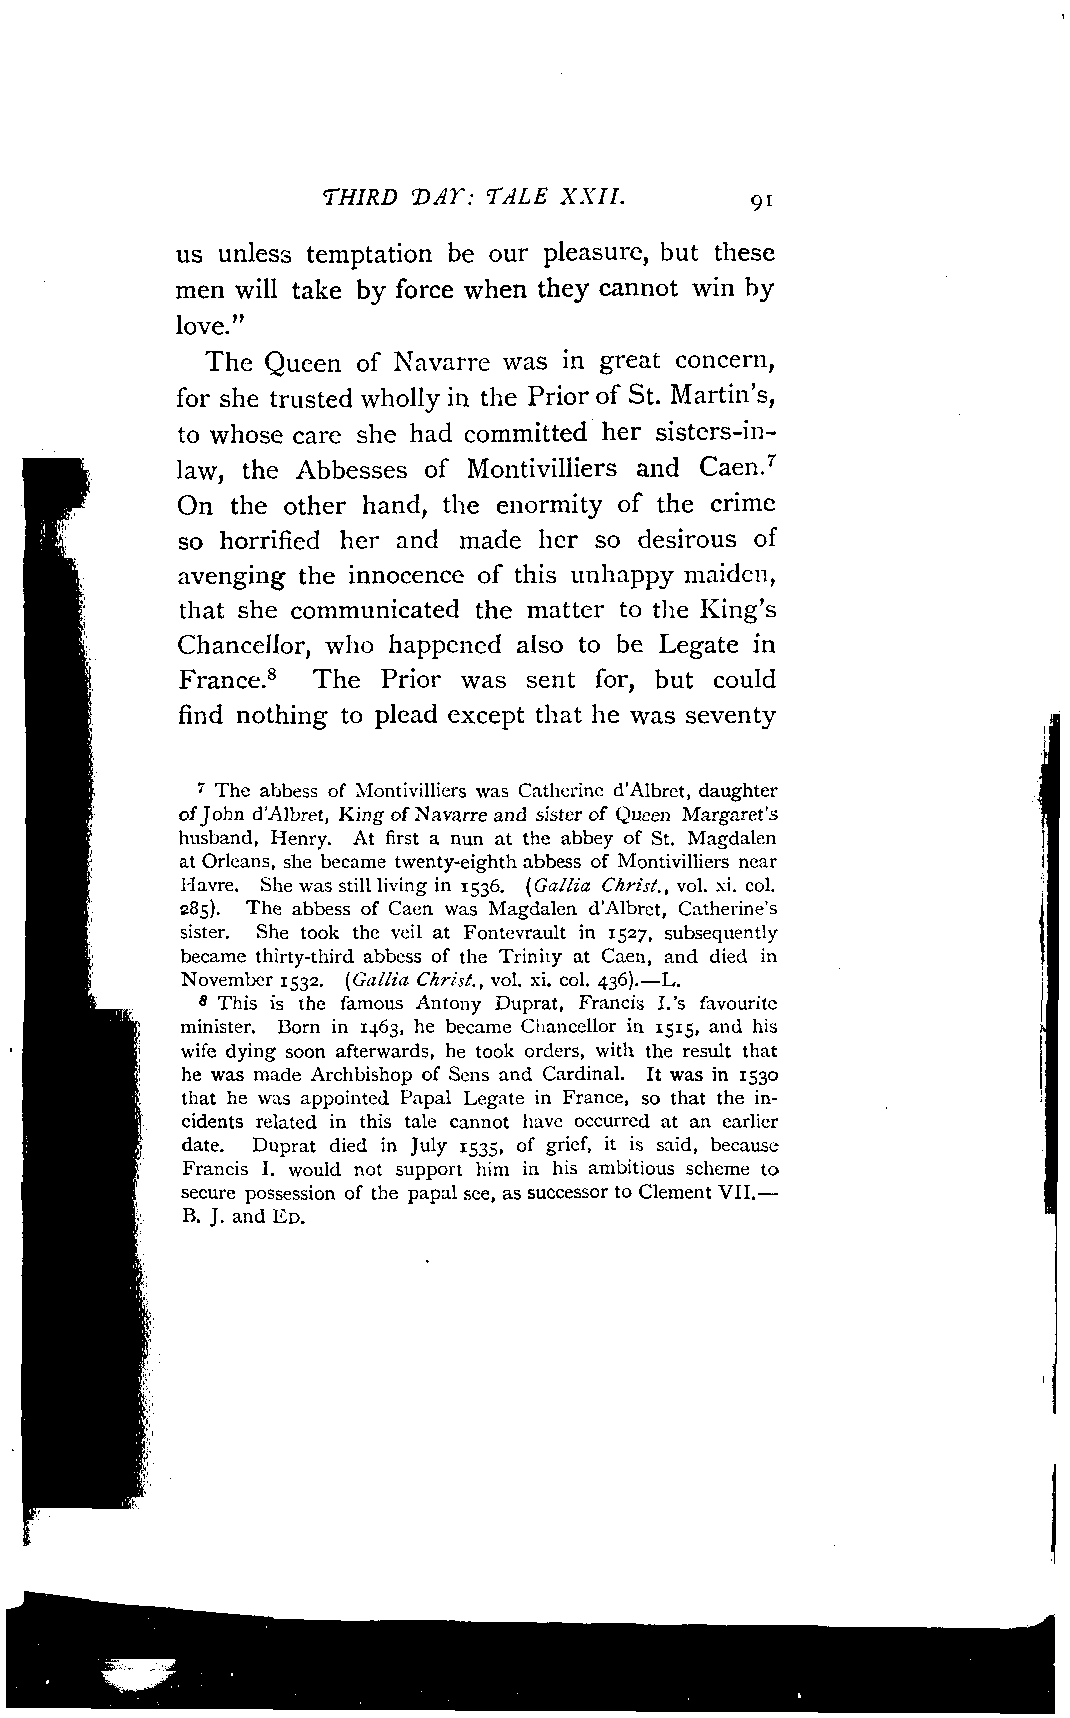 THIRD DAY: TALE XXII. 91
us unless temptation be our pleasure, but these
men will take by force when they cannot win by
love."
The Queen of Navarre was in great concern,
for she trusted wholly in the Prior of St. Martin's,
to whose care she had committed her sisters-in-
law, the Abbesses of Montivilliers and Caen.⁷
On the other hand, the enormity of the crime
so horrified her and made her so desirous of
avenging the innocence of this unhappy maiden,
that she communicated the matter to the King's
Chancellor, who happened also to be Legate in
France.⁸ The Prior was sent for, but could
find nothing to plead except that he was seventy
⁷ The abbess of Montivilliers was Catherine d'Albret, daughter
of John d'Albret, King of Navarre and sister of Queen Margaret's
husband, Henry. At first a nun at the abbey of St. Magdalen
at Orleans, she became twenty-eighth abbess of Montivilliers near
Havre. She was still living in 1536. (Gallia Christ., vol. xi. col.
285). The abbess of Caen was Magdalen d'Albret, Catherine's
sister. She took the veil at Fontevrault in 1527, subsequently
became thirty-third abbess of the Trinity at Caen, and died in
November 1532. (Gallia Christ., vol. xi. col. 436).—L.
⁸ This is the famous Antony Duprat, Francis I.'s favourite
minister. Born in 1463, he became Chancellor in 1515, and his
wife dying soon afterwards, he took orders, with the result that
he was made Archbishop of Sens and Cardinal. It was in 1530
that he was appointed Papal Legate in France, so that the in-
cidents related in this tale cannot have occurred at an earlier
date. Duprat died in July 1535, of grief, it is said, because
Francis I. would not support him in his ambitious scheme to
secure possession of the papal see, as successor to Clement VII.—
B. J. and ED.